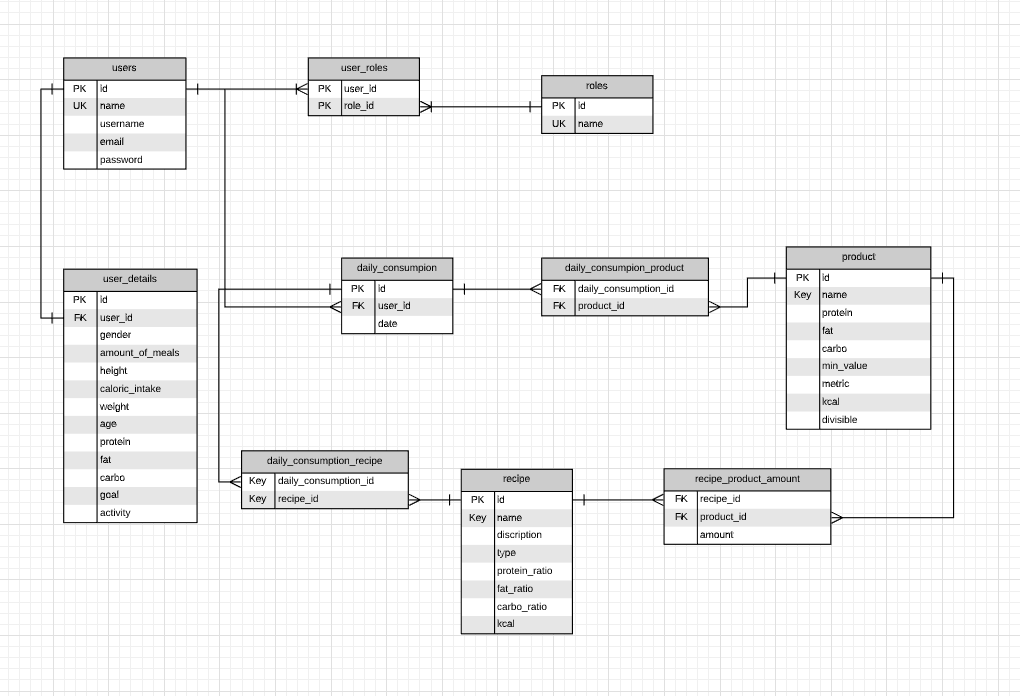 users
PK id
UK name
username
email
password
user_roles
PK user_id
PK role_id
roles
PK id
UK name
user_details
PK id
FK user_id
gender
amount_of_meals
height
caloric_intake
weight
age
protein
fat
carbo
goal
activity
daily_consumpion
PK id
FK user_id
date
daily_consumpion_product
FK daily_consumption_id
FK product_id
product
PK id
Key name
protein
fat
carbo
min_value
metric
kcal
divisible
daily_consumption_recipe
Key daily_consumption_id
Key recipe_id
recipe
PK id
Key name
discription
type
protein_ratio
fat_ratio
carbo_ratio
kcal
recipe_product_amount
FK recipe_id
FK product_id
amount